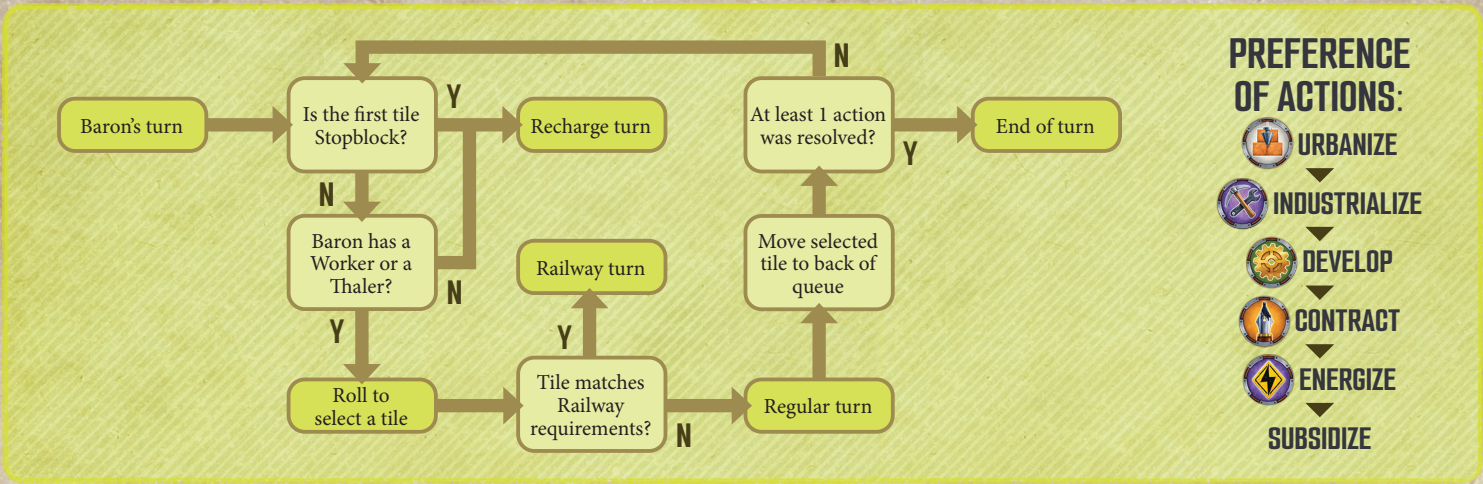 Baron's turn
Is the first tile
Stopblock?
Y
N
Recharge turn
Baron has a
Worker or a
Thaler?
N
Y
Roll to
select a tile
Tile matches
Railway
requirements?
Y
Railway turn
N
Regular turn
Move selected
tile to back of
queue
At least 1 action
was resolved?
N
Y
End of turn
PREFERENCE
OF ACTIONS:
URBANIZE
INDUSTRIALIZE
DEVELOP
CONTRACT
ENERGIZE
SUBSIDIZE